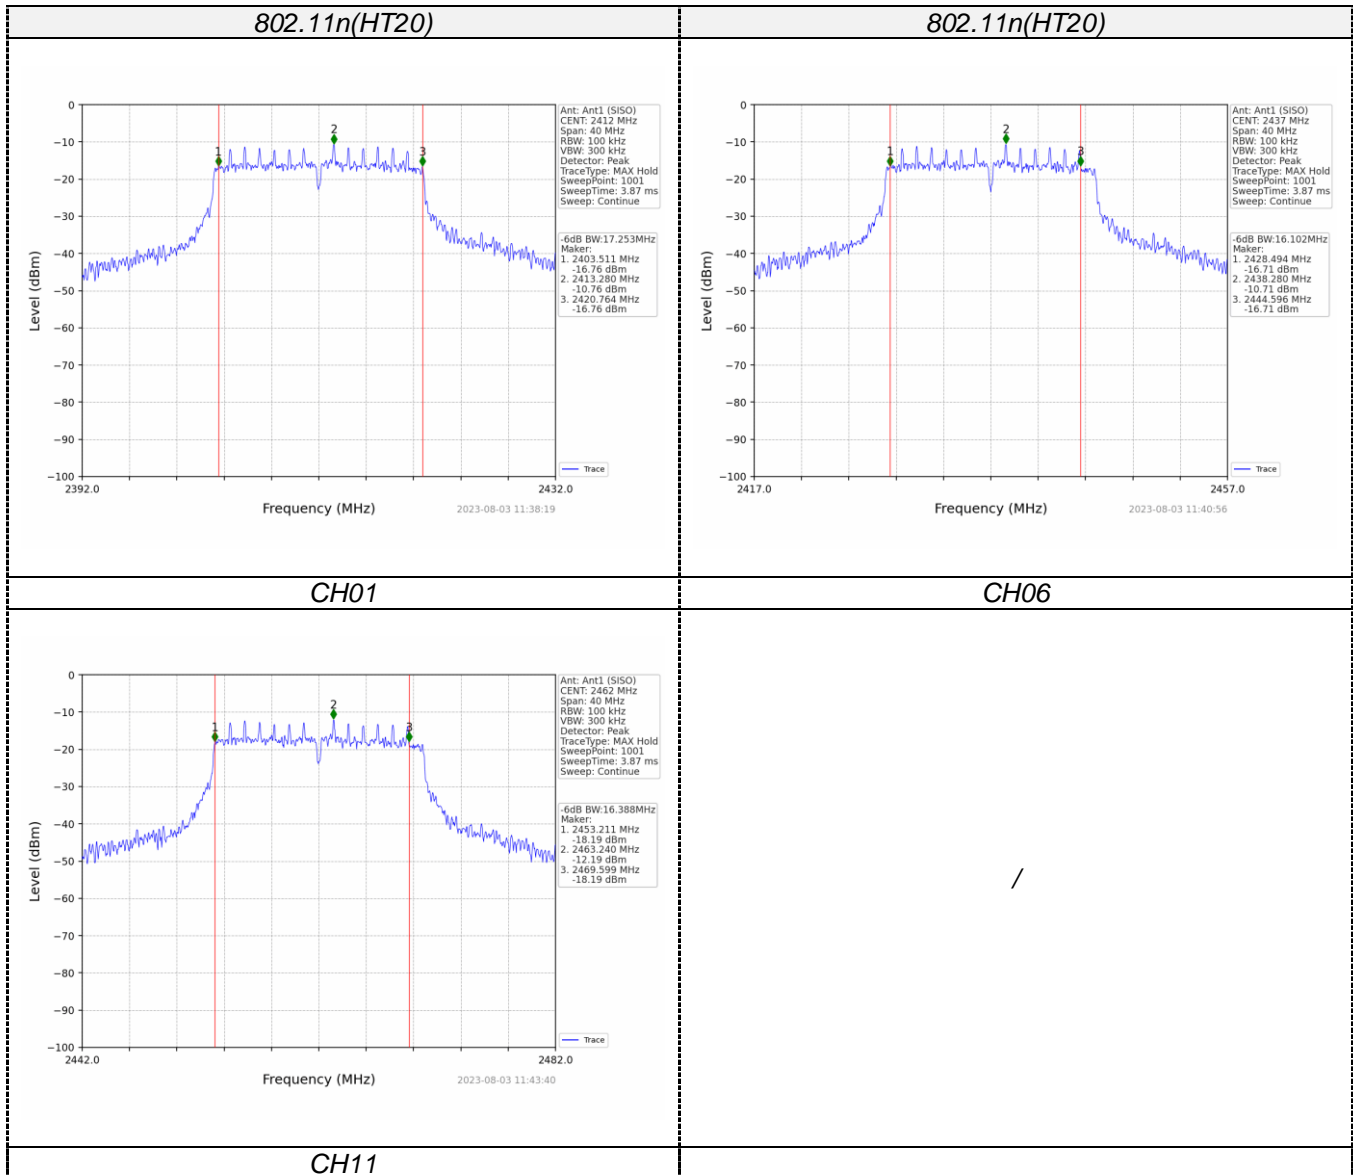 802.11n(HT20)
802.11n(HT20)
0
−10
−20
−30
−40
−50
−60
−70
−80
−90
−100
Level (dBm)
1
2
3
2392.0
2432.0
Frequency (MHz)
2023-08-03 11:38:19
Ant: Ant1 (SISO)
CENT: 2412 MHz
Span: 40 MHz
RBW: 100 kHz
VBW: 300 kHz
Detector: Peak
TraceType: MAX Hold
SweepPoint: 1001
SweepTime: 3.87 ms
Sweep: Continue
-6dB BW:17.253MHz
Maker:
1. 2403.511 MHz
-16.76 dBm
2. 2413.280 MHz
-10.76 dBm
3. 2420.764 MHz
-16.76 dBm
Trace
0
−10
−20
−30
−40
−50
−60
−70
−80
−90
−100
Level (dBm)
1
2
3
2417.0
2457.0
Frequency (MHz)
2023-08-03 11:40:56
Ant: Ant1 (SISO)
CENT: 2437 MHz
Span: 40 MHz
RBW: 100 kHz
VBW: 300 kHz
Detector: Peak
TraceType: MAX Hold
SweepPoint: 1001
SweepTime: 3.87 ms
Sweep: Continue
-6dB BW:16.102MHz
Maker:
1. 2428.494 MHz
-16.71 dBm
2. 2438.280 MHz
-10.71 dBm
3. 2444.596 MHz
-16.71 dBm
Trace
CH01
CH06
0
−10
−20
−30
−40
−50
−60
−70
−80
−90
−100
Level (dBm)
1
2
3
2442.0
2482.0
Frequency (MHz)
2023-08-03 11:43:40
Ant: Ant1 (SISO)
CENT: 2462 MHz
Span: 40 MHz
RBW: 100 kHz
VBW: 300 kHz
Detector: Peak
TraceType: MAX Hold
SweepPoint: 1001
SweepTime: 3.87 ms
Sweep: Continue
-6dB BW:16.388MHz
Maker:
1. 2453.211 MHz
-18.19 dBm
2. 2463.240 MHz
-12.19 dBm
3. 2469.599 MHz
-18.19 dBm
Trace
/
CH11